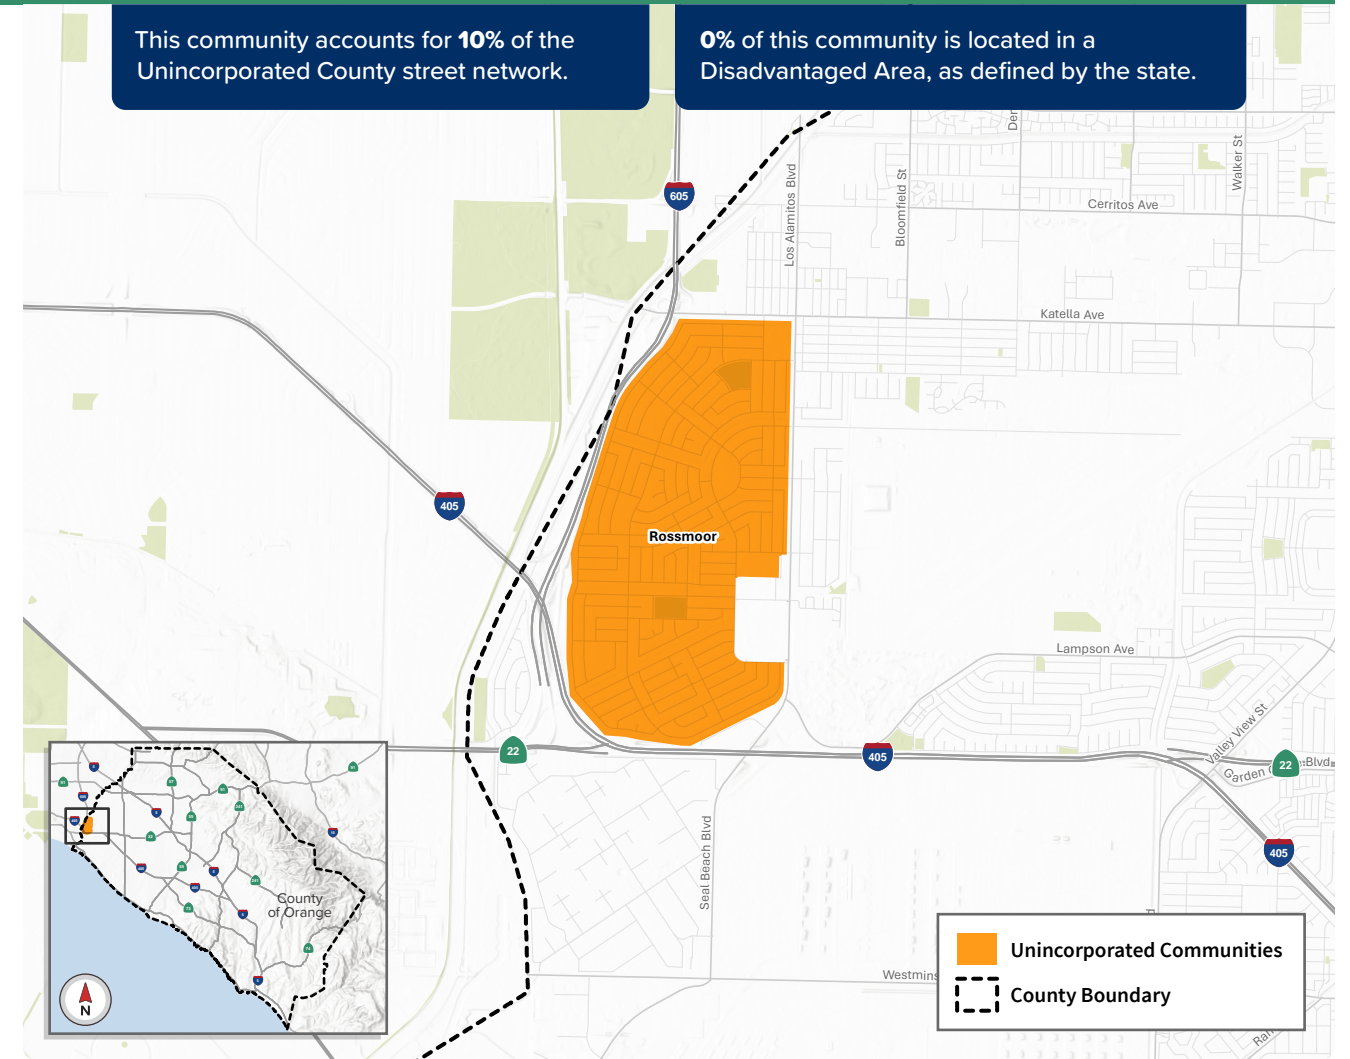 This community accounts for 10% of the
Unincorporated County street network.
0% of this community is located in a
Disadvantaged Area, as defined by the state.
605
Los Alamitos Blvd
Bloomfield St
Walker St
Cerritos Ave
Katella Ave
405
Rossmoor
Lampson Ave
Valley View St
22
405
22
Garden
Blvd
405
Seal Beach Blvd
County
of Orange
N
Unincorporated Communities
County Boundary